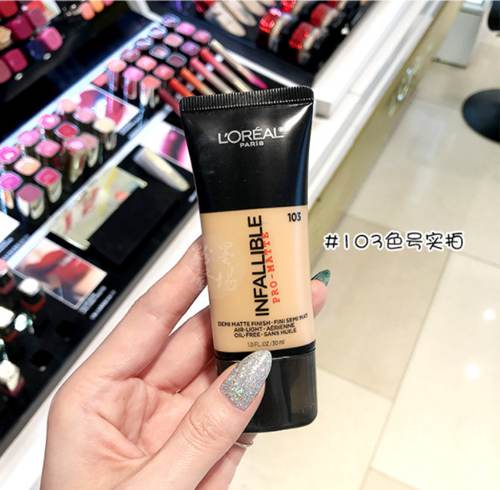 L'ORÉAL
PARIS
103
INFALLIBLE
PRO-MATTE
DEMI MATTE FINISH • FINI SEMI MAT
AIR-LIGHT • AÉRIENNE
OIL-FREE • SANS HUILE
1.0 FL.OZ./30 ml
#103色号实拍